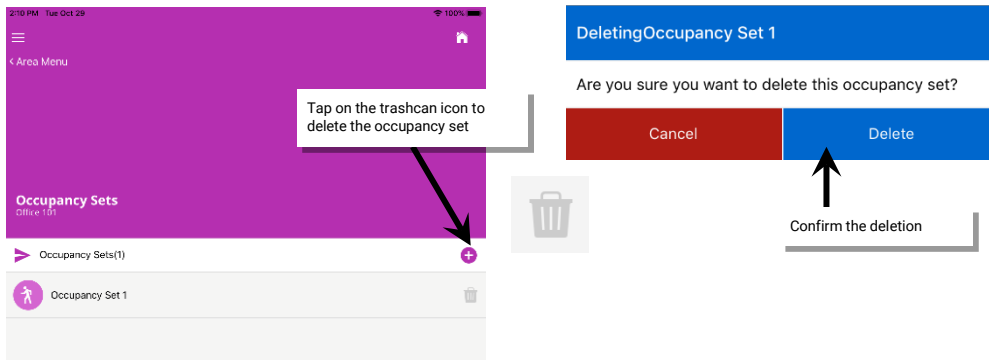 2:10 PM Tue Oct 29
100%
< Area Menu
Tap on the trashcan icon to
delete the occupancy set
Occupancy Sets
Office 101
Occupancy Sets(1)
Occupancy Set 1
DeletingOccupancy Set 1
Are you sure you want to delete this occupancy set?
Cancel
Delete
Confirm the deletion